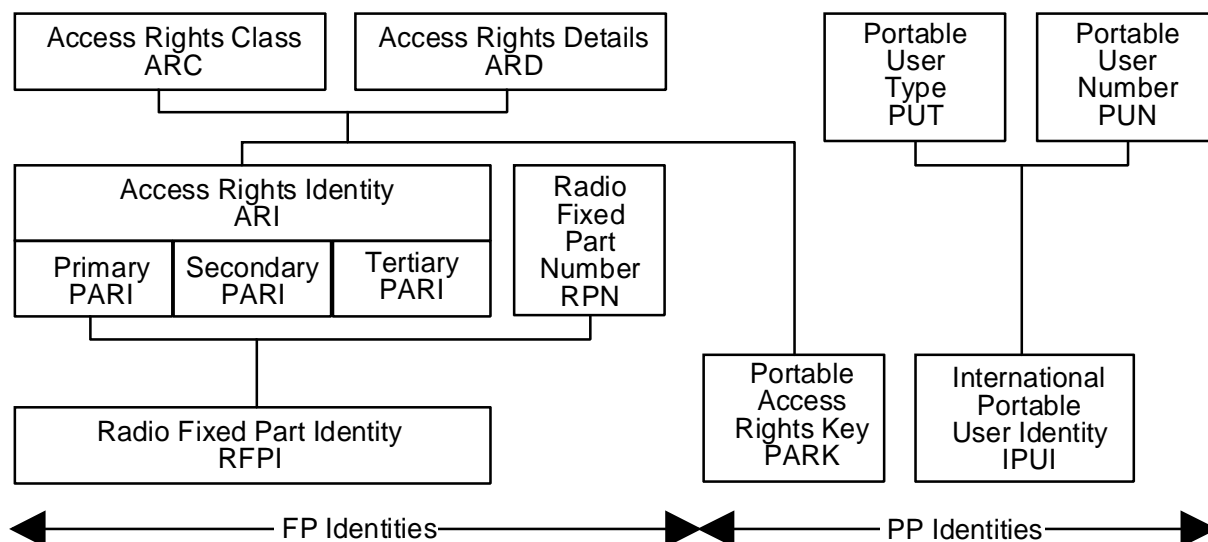 Access Rights Class
ARC
Access Rights Details
ARD
Portable
User
Type
PUT
Portable
User
Number
PUN
Access Rights Identity
ARI
Primary
PARI
Secondary
PARI
Tertiary
PARI
Radio
Fixed
Part
Number
RPN
Radio Fixed Part Identity
RFPI
Portable
Access
Rights Key
PARK
International
Portable
User Identity
IPUI
FP Identities
PP Identities